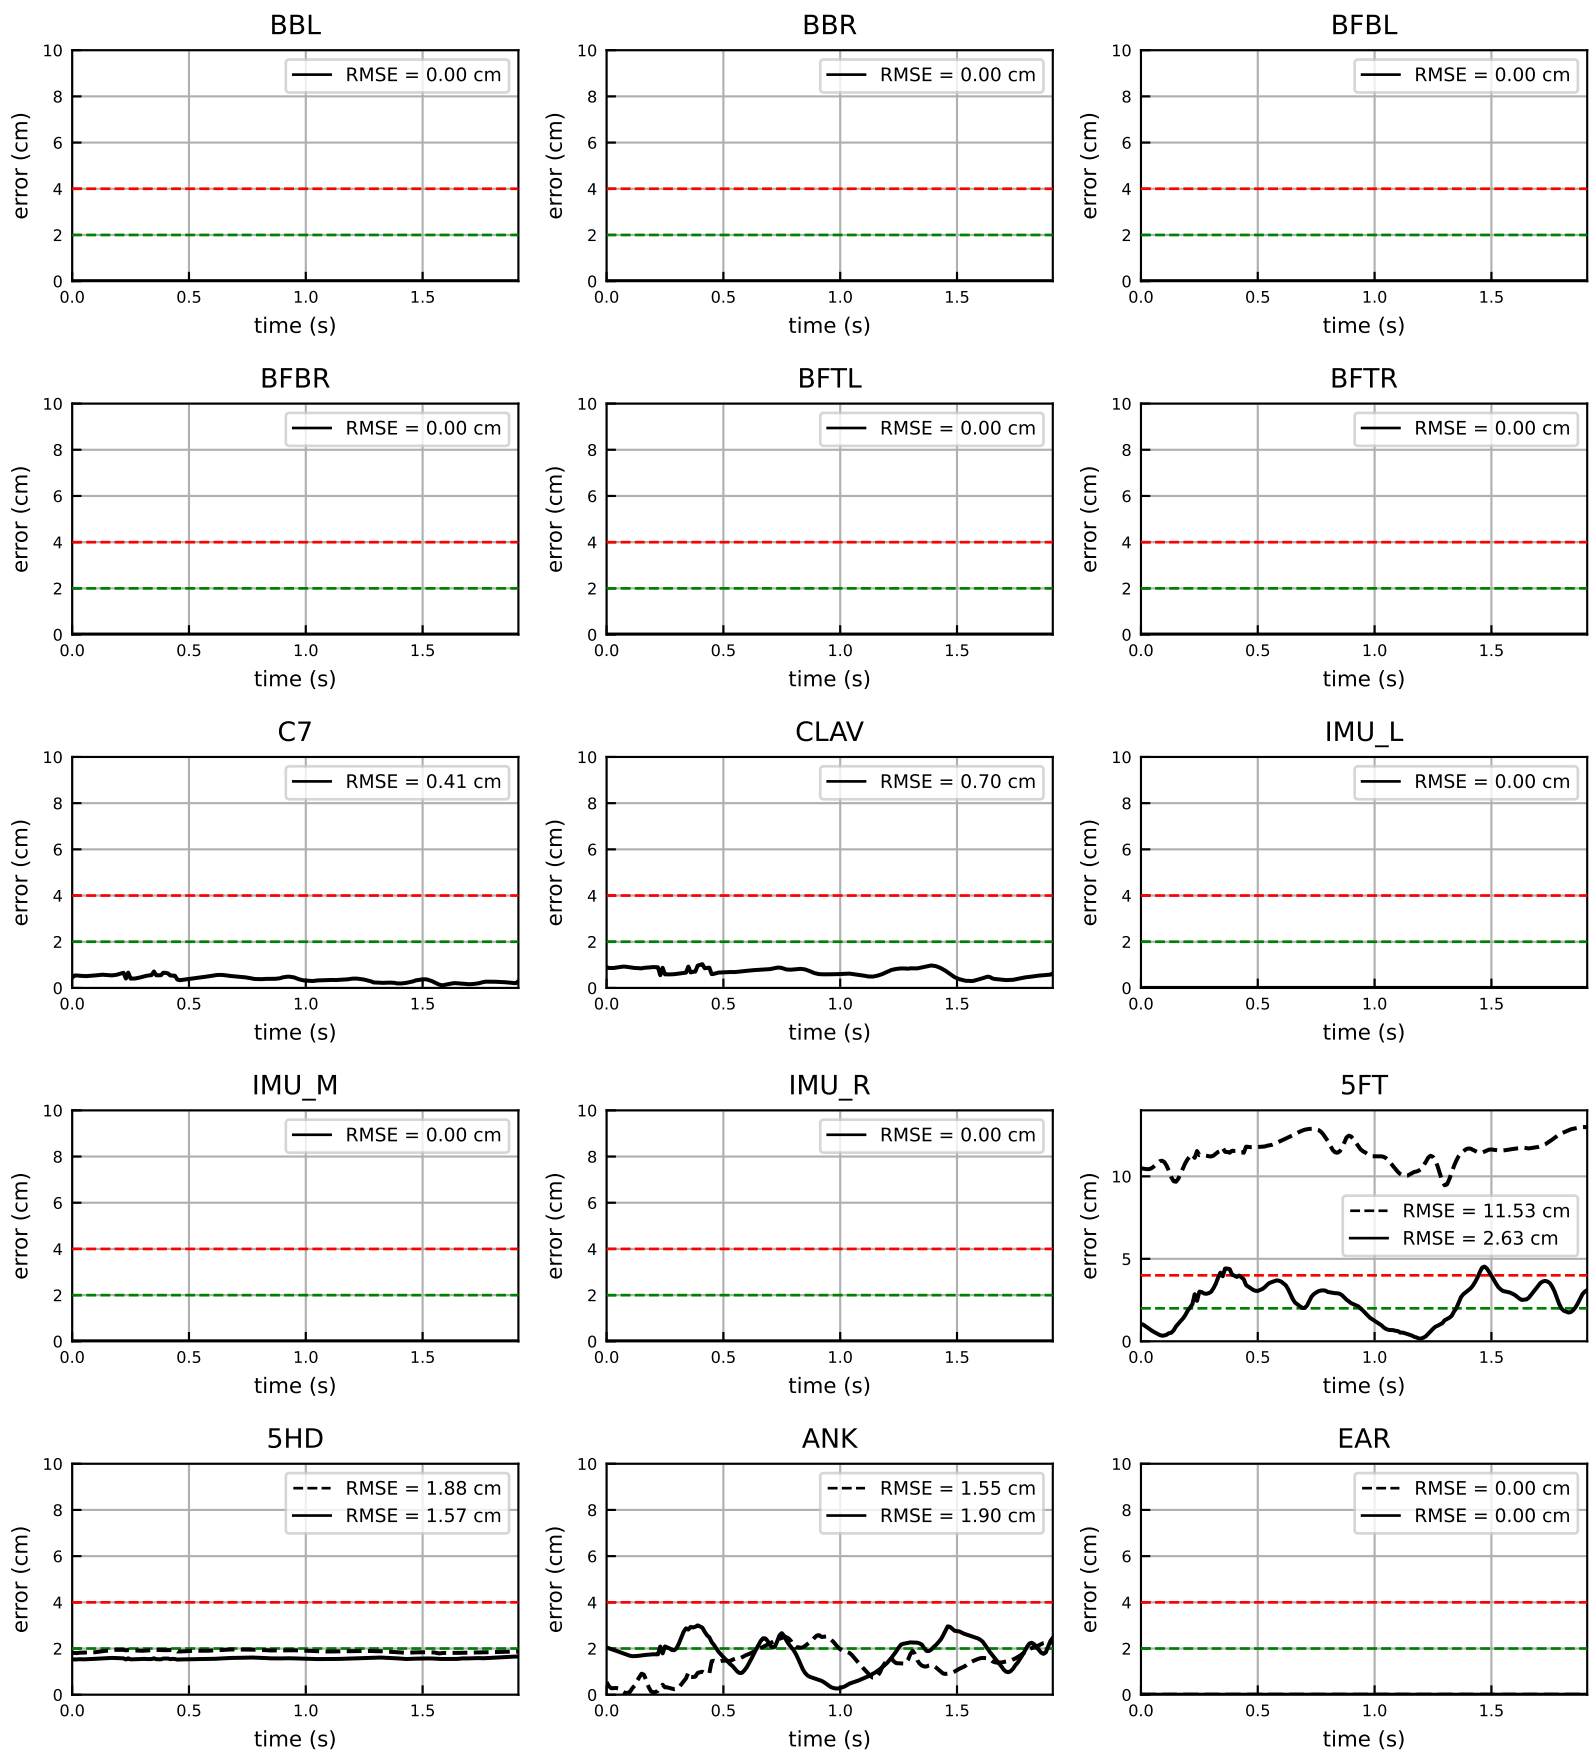 BBL
10
8
6
4
2
0
error (cm)
RMSE = 0.00 cm
0.0 0.5 1.0 1.5
time (s)
BBR
10
8
6
4
2
0
error (cm)
RMSE = 0.00 cm
0.0 0.5 1.0 1.5
time (s)
BFBL
10
8
6
4
2
0
error (cm)
RMSE = 0.00 cm
0.0 0.5 1.0 1.5
time (s)
BFBR
10
8
6
4
2
0
error (cm)
RMSE = 0.00 cm
0.0 0.5 1.0 1.5
time (s)
BFTL
10
8
6
4
2
0
error (cm)
RMSE = 0.00 cm
0.0 0.5 1.0 1.5
time (s)
BFTR
10
8
6
4
2
0
error (cm)
RMSE = 0.00 cm
0.0 0.5 1.0 1.5
time (s)
C7
10
8
6
4
2
0
error (cm)
RMSE = 0.41 cm
0.0 0.5 1.0 1.5
time (s)
CLAV
10
8
6
4
2
0
error (cm)
RMSE = 0.70 cm
0.0 0.5 1.0 1.5
time (s)
IMU_L
10
8
6
4
2
0
error (cm)
RMSE = 0.00 cm
0.0 0.5 1.0 1.5
time (s)
IMU_M
10
8
6
4
2
0
error (cm)
RMSE = 0.00 cm
0.0 0.5 1.0 1.5
time (s)
IMU_R
10
8
6
4
2
0
error (cm)
RMSE = 0.00 cm
0.0 0.5 1.0 1.5
time (s)
5FT
10
5
0
error (cm)
RMSE = 11.53 cm
RMSE = 2.63 cm
0.0 0.5 1.0 1.5
time (s)
5HD
10
8
6
4
2
0
error (cm)
RMSE = 1.88 cm
RMSE = 1.57 cm
0.0 0.5 1.0 1.5
time (s)
ANK
10
8
6
4
2
0
error (cm)
RMSE = 1.55 cm
RMSE = 1.90 cm
0.0 0.5 1.0 1.5
time (s)
EAR
10
8
6
4
2
0
error (cm)
RMSE = 0.00 cm
RMSE = 0.00 cm
0.0 0.5 1.0 1.5
time (s)